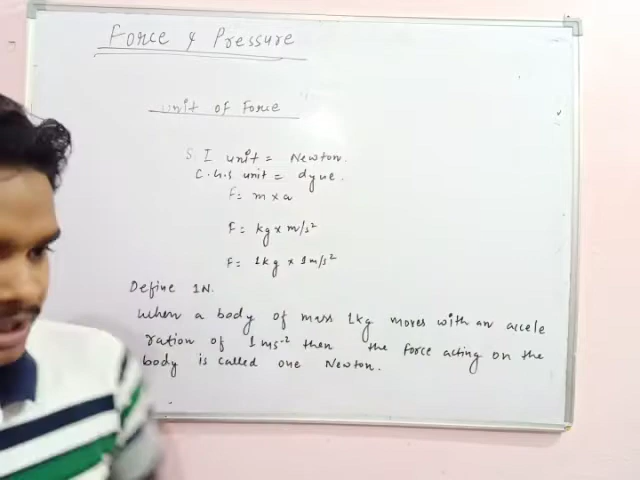 Force & Pressure
unit of Force
S I unit = Newton.
C.G.S unit = dyne.
F = m x a
F = kg x m/s²
F = 1kg x 1m/s²
Define 1N.
When a body of mass 1kg moves with an accele
ration of 1 ms⁻² then the force acting on the
body is called one Newton.